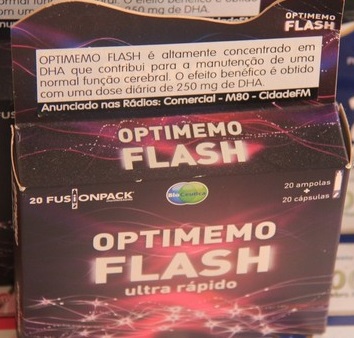 OPTIMEMO
FLASH
OPTIMEMO FLASH é altamente concentrado em
DHA que contribui para a manutenção de uma
normal função cerebral. O efeito benéfico é obtido
com uma dose diária de 250 mg de DHA.
Anunciado nas Rádios: Comercial - M80 - CidadeFM
OPTIMEMO
FLASH
20 FUSIONPACK
20 ampolas
+
20 cápsulas
OPTIMEMO
FLASH
ultra rápido